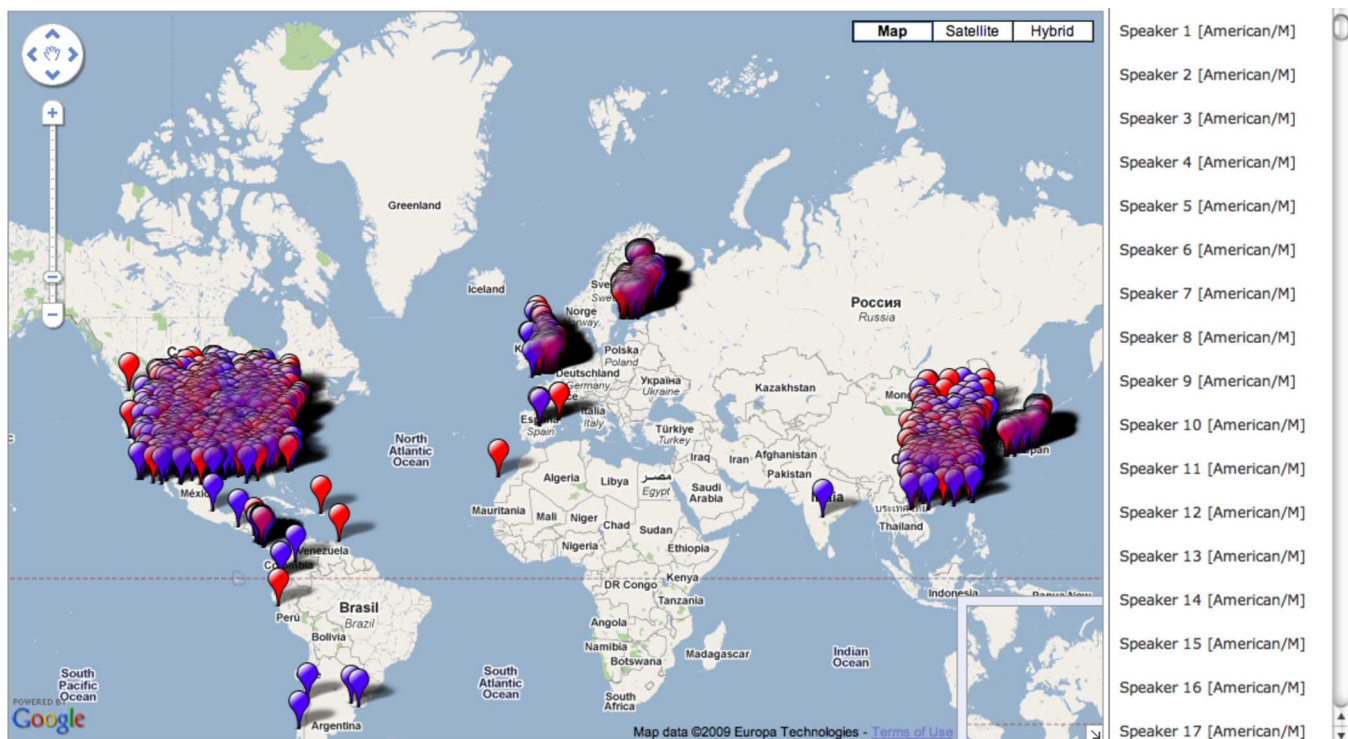 Map
Satellite
Hybrid
Greenland
Iceland
Norge
Norway
Россия
Russia
Polska
Poland
Deutschland
Germany
Україна
Ukraine
Kazakhstan
Italia
Italy
España
Spain
Türkiye
Turkey
North
Atlantic
Ocean
Iraq
Iran
Afghanistan
Pakistan
Algeria
Libya
مصر
Egypt
Saudi
Arabia
India
México
Mauritania
Mali
Niger
Chad
Sudan
Thailand
Nigeria
Ethiopia
Venezuela
Colombia
DR Congo
Kenya
Tanzania
Indonesia
Papua New
Brasil
Brazil
Perú
Bolivia
Angola
Namibia
Botswana
Madagascar
Indian
Ocean
South
Pacific
Ocean
South
Atlantic
Ocean
South
Africa
Argentina
POWERED BY
Google
Map data ©2009 Europa Technologies - Terms of Use
Speaker 1 [American/M]
Speaker 2 [American/M]
Speaker 3 [American/M]
Speaker 4 [American/M]
Speaker 5 [American/M]
Speaker 6 [American/M]
Speaker 7 [American/M]
Speaker 8 [American/M]
Speaker 9 [American/M]
Speaker 10 [American/M]
Speaker 11 [American/M]
Speaker 12 [American/M]
Speaker 13 [American/M]
Speaker 14 [American/M]
Speaker 15 [American/M]
Speaker 16 [American/M]
Speaker 17 [American/M]